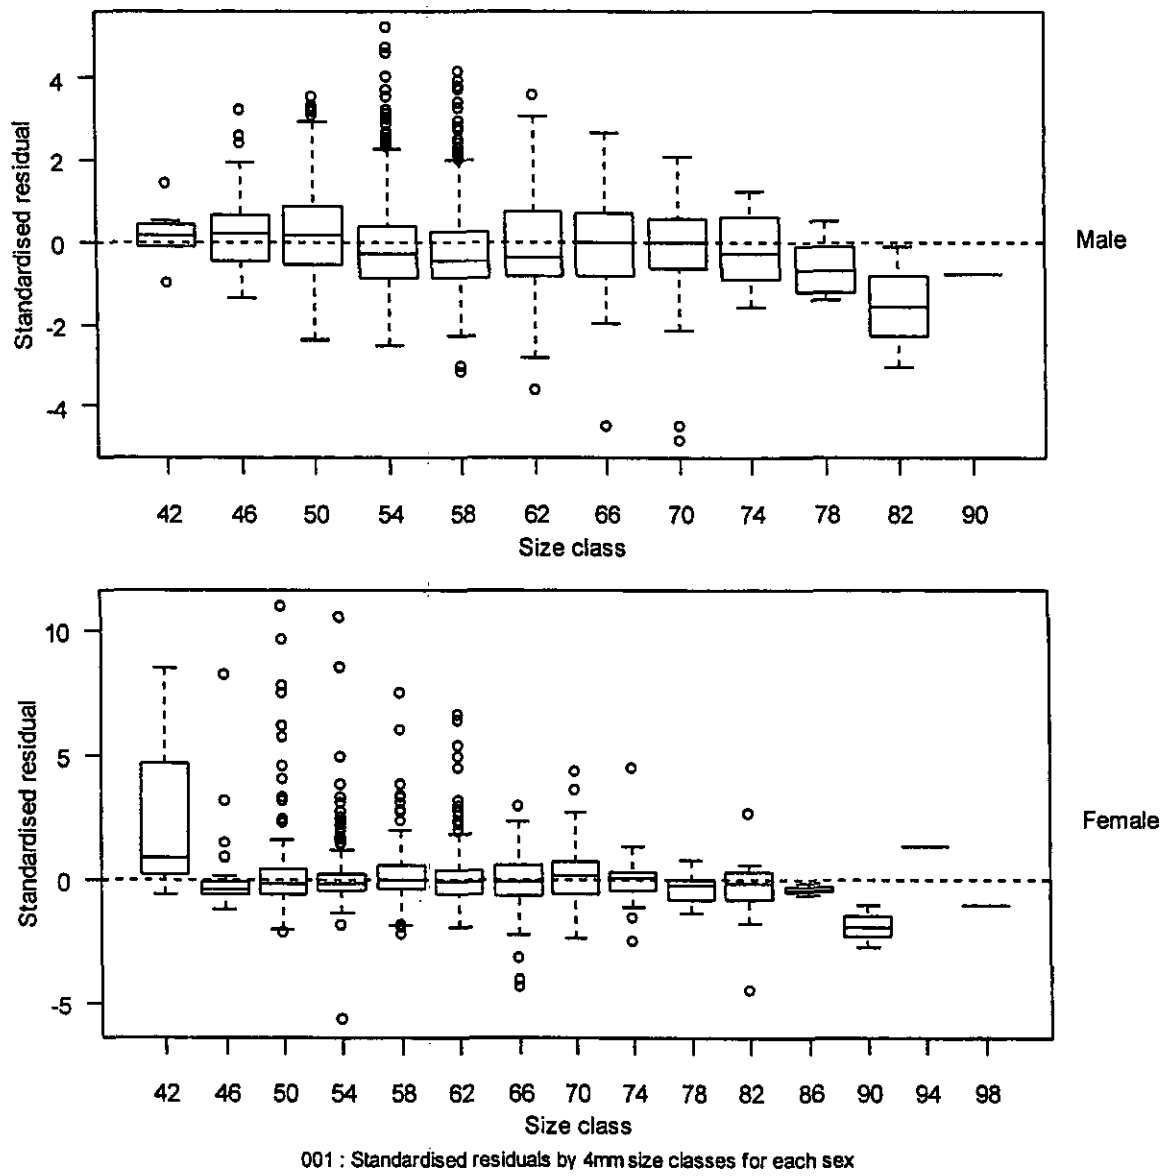 4
2
0
-2
-4
Standardised residual
Male
42 46 50 54 58 62 66 70 74 78 82 90
Size class
10
5
0
-5
Standardised residual
Female
42 46 50 54 58 62 66 70 74 78 82 86 90 94 98
Size class
001 : Standardised residuals by 4mm size classes for each sex